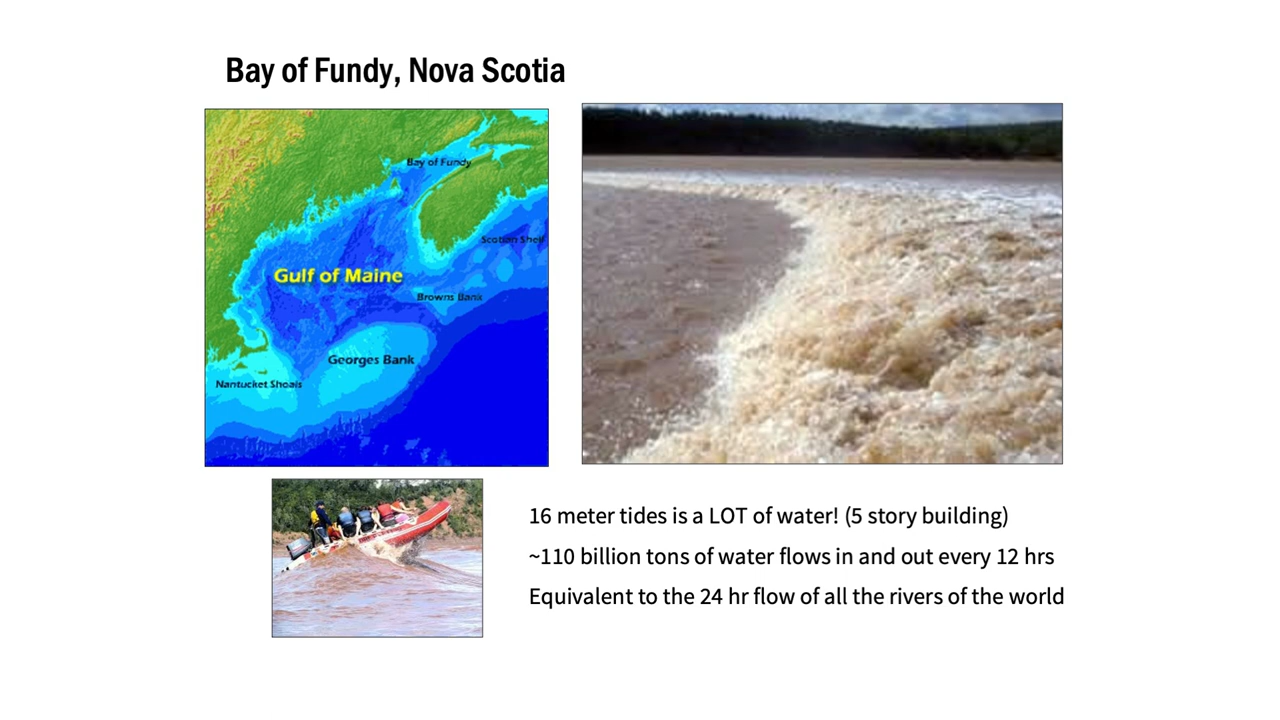 Bay of Fundy, Nova Scotia
Bay of Fundy
Scotian Shelf
Gulf of Maine
Browns Bank
Georges Bank
Nantucket Shoals
16 meter tides is a LOT of water! (5 story building)
~110 billion tons of water flows in and out every 12 hrs
Equivalent to the 24 hr flow of all the rivers of the world